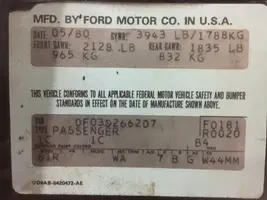 MFD. BY FORD MOTOR CO. IN U.S.A.
05/80 GVWR: 3943 LB/1788KG
FRONT GAWR: 2128 LB REAR GAWR: 1835 LB
965 KG 832 KG
THIS VEHICLE CONFORMS TO ALL APPLICABLE FEDERAL MOTOR VEHICLE SAFETY AND BUMPER
STANDARDS IN EFFECT ON THE DATE OF MANUFACTURE SHOWN ABOVE.
0F03D266207 F0181
TYPE PASSENGER R0020
1C B4
61R WA 7 B G W44MM